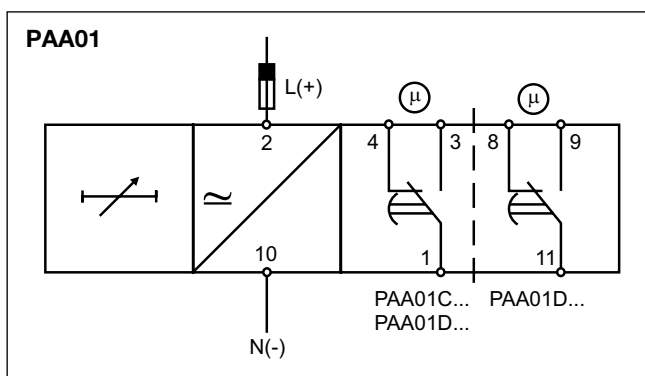 PAA01
L(+)
µ µ
2 4 3 8 9
≃
10 1 11
PAA01C... PAA01D...
PAA01D...
N(-)